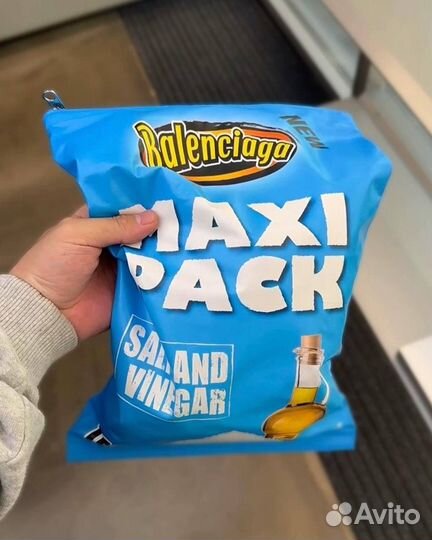 Balenciaga
NEW
MAXI
PACK
SALT AND
VINEGAR
Avito